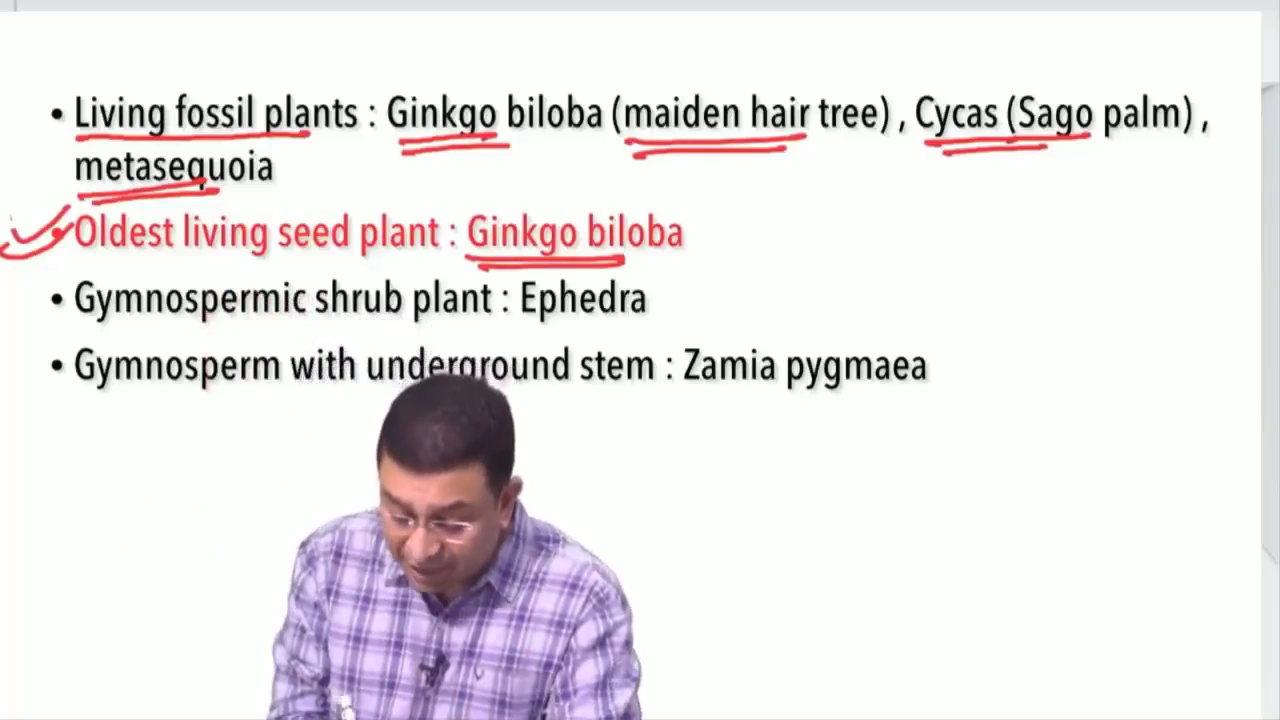 • Living fossil plants : Ginkgo biloba (maiden hair tree) , Cycas (Sago palm) ,
metasequoia
• Oldest living seed plant : Ginkgo biloba
• Gymnospermic shrub plant : Ephedra
• Gymnosperm with underground stem : Zamia pygmaea